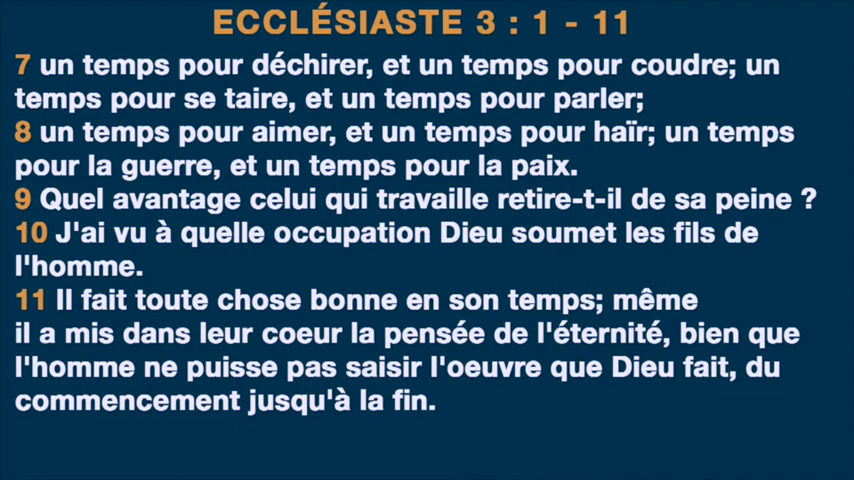 ECCLÉSIASTE 3 : 1 - 11
7 un temps pour déchirer, et un temps pour coudre; un
temps pour se taire, et un temps pour parler;
8 un temps pour aimer, et un temps pour haïr; un temps
pour la guerre, et un temps pour la paix.
9 Quel avantage celui qui travaille retire-t-il de sa peine ?
10 J'ai vu à quelle occupation Dieu soumet les fils de
l'homme.
11 Il fait toute chose bonne en son temps; même
il a mis dans leur coeur la pensée de l'éternité, bien que
l'homme ne puisse pas saisir l'oeuvre que Dieu fait, du
commencement jusqu'à la fin.